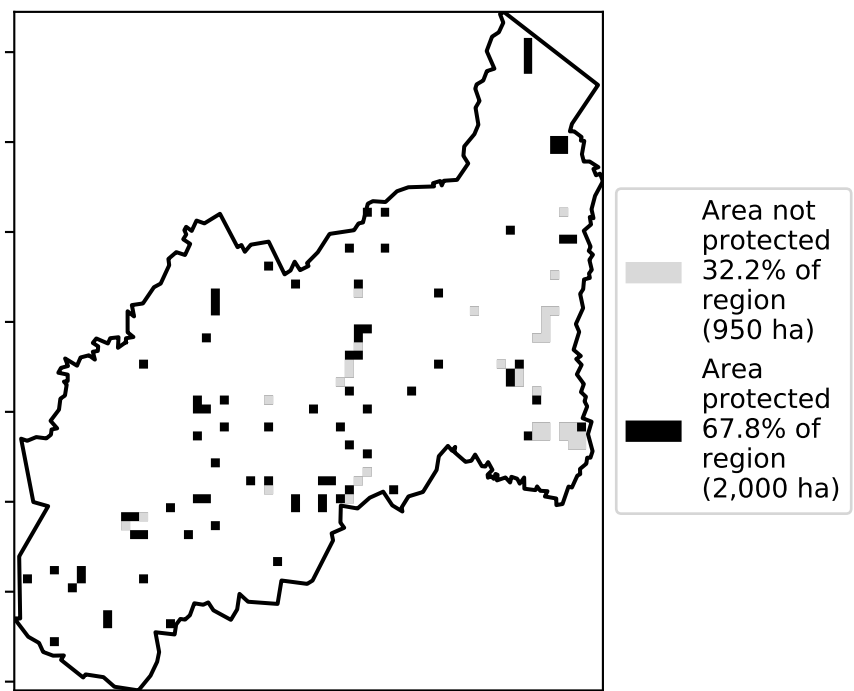 Area not
protected
32.2% of
region
(950 ha)
Area
protected
67.8% of
region
(2,000 ha)